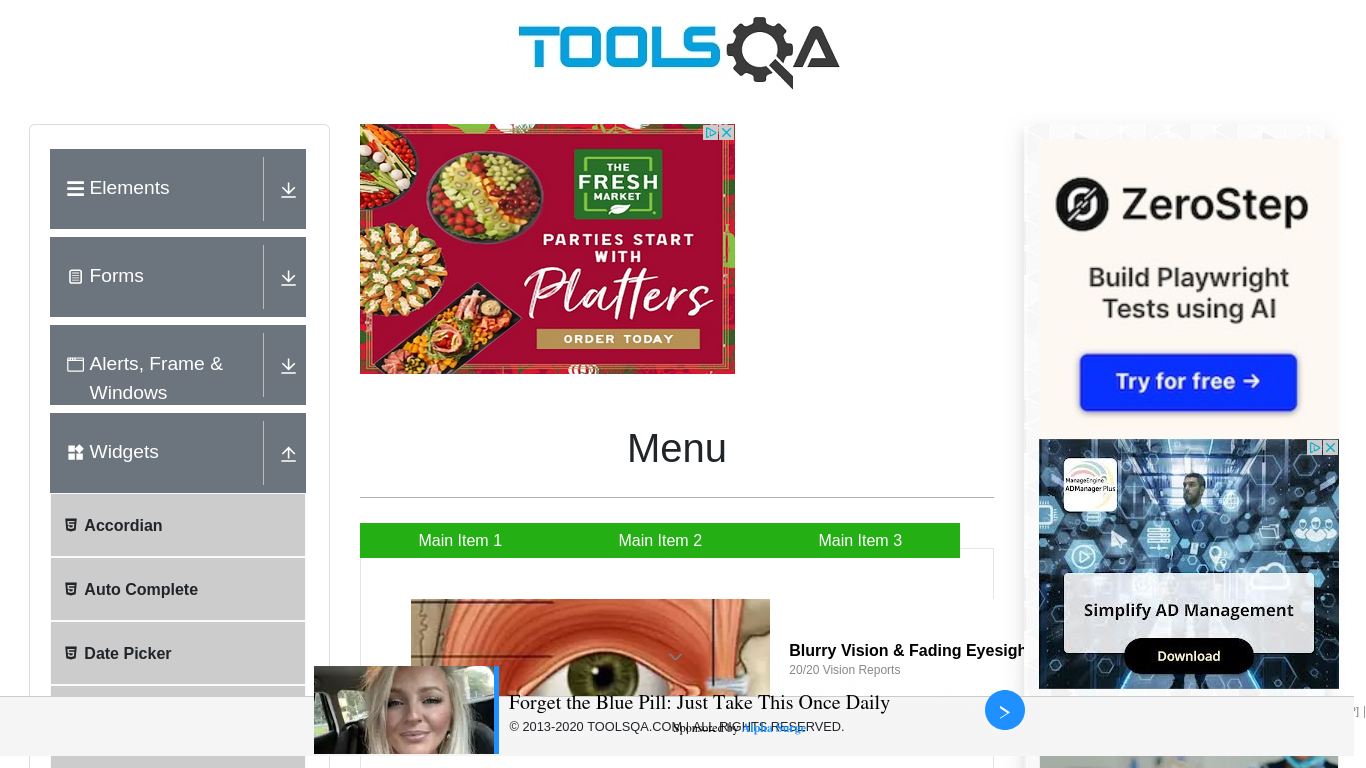 TOOLSQA
Elements
Forms
Alerts, Frame &
Windows
Widgets
Accordian
Auto Complete
Date Picker
THE
FRESH
MARKET
PARTIES START
WITH
Platters
ORDER TODAY
Menu
Main Item 1
Main Item 2
Main Item 3
Blurry Vision & Fading Eyesigh
20/20 Vision Reports
Forget the Blue Pill: Just Take This Once Daily
© 2013-2020 TOOLSQA.COM | ALL RIGHTS RESERVED.
Sponsored by
ZeroStep
Build Playwright
Tests using AI
Try for free →
ManageEngine
ADManager Plus
Simplify AD Management
Download